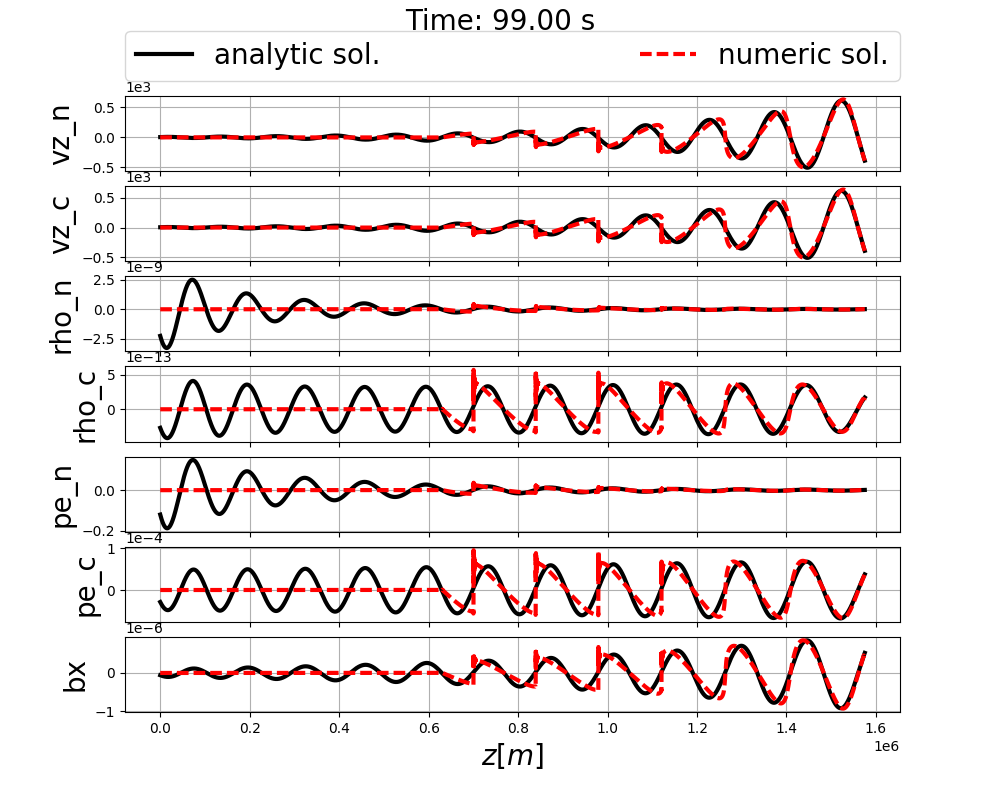 Time: 99.00 s
analytic sol. numeric sol.
1e3
vz_n
0.5
0.0
−0.5
1e3
vz_c
0.5
0.0
−0.5
1e−9
rho_n
2.5
0.0
−2.5
1e−13
rho_c
5
0
pe_n
0.0
−0.2
1e−4
pe_c
1
0
1e−6
bx
0
−1
0.0 0.2 0.4 0.6 0.8 1.0 1.2 1.4 1.6
1e6
z[m]